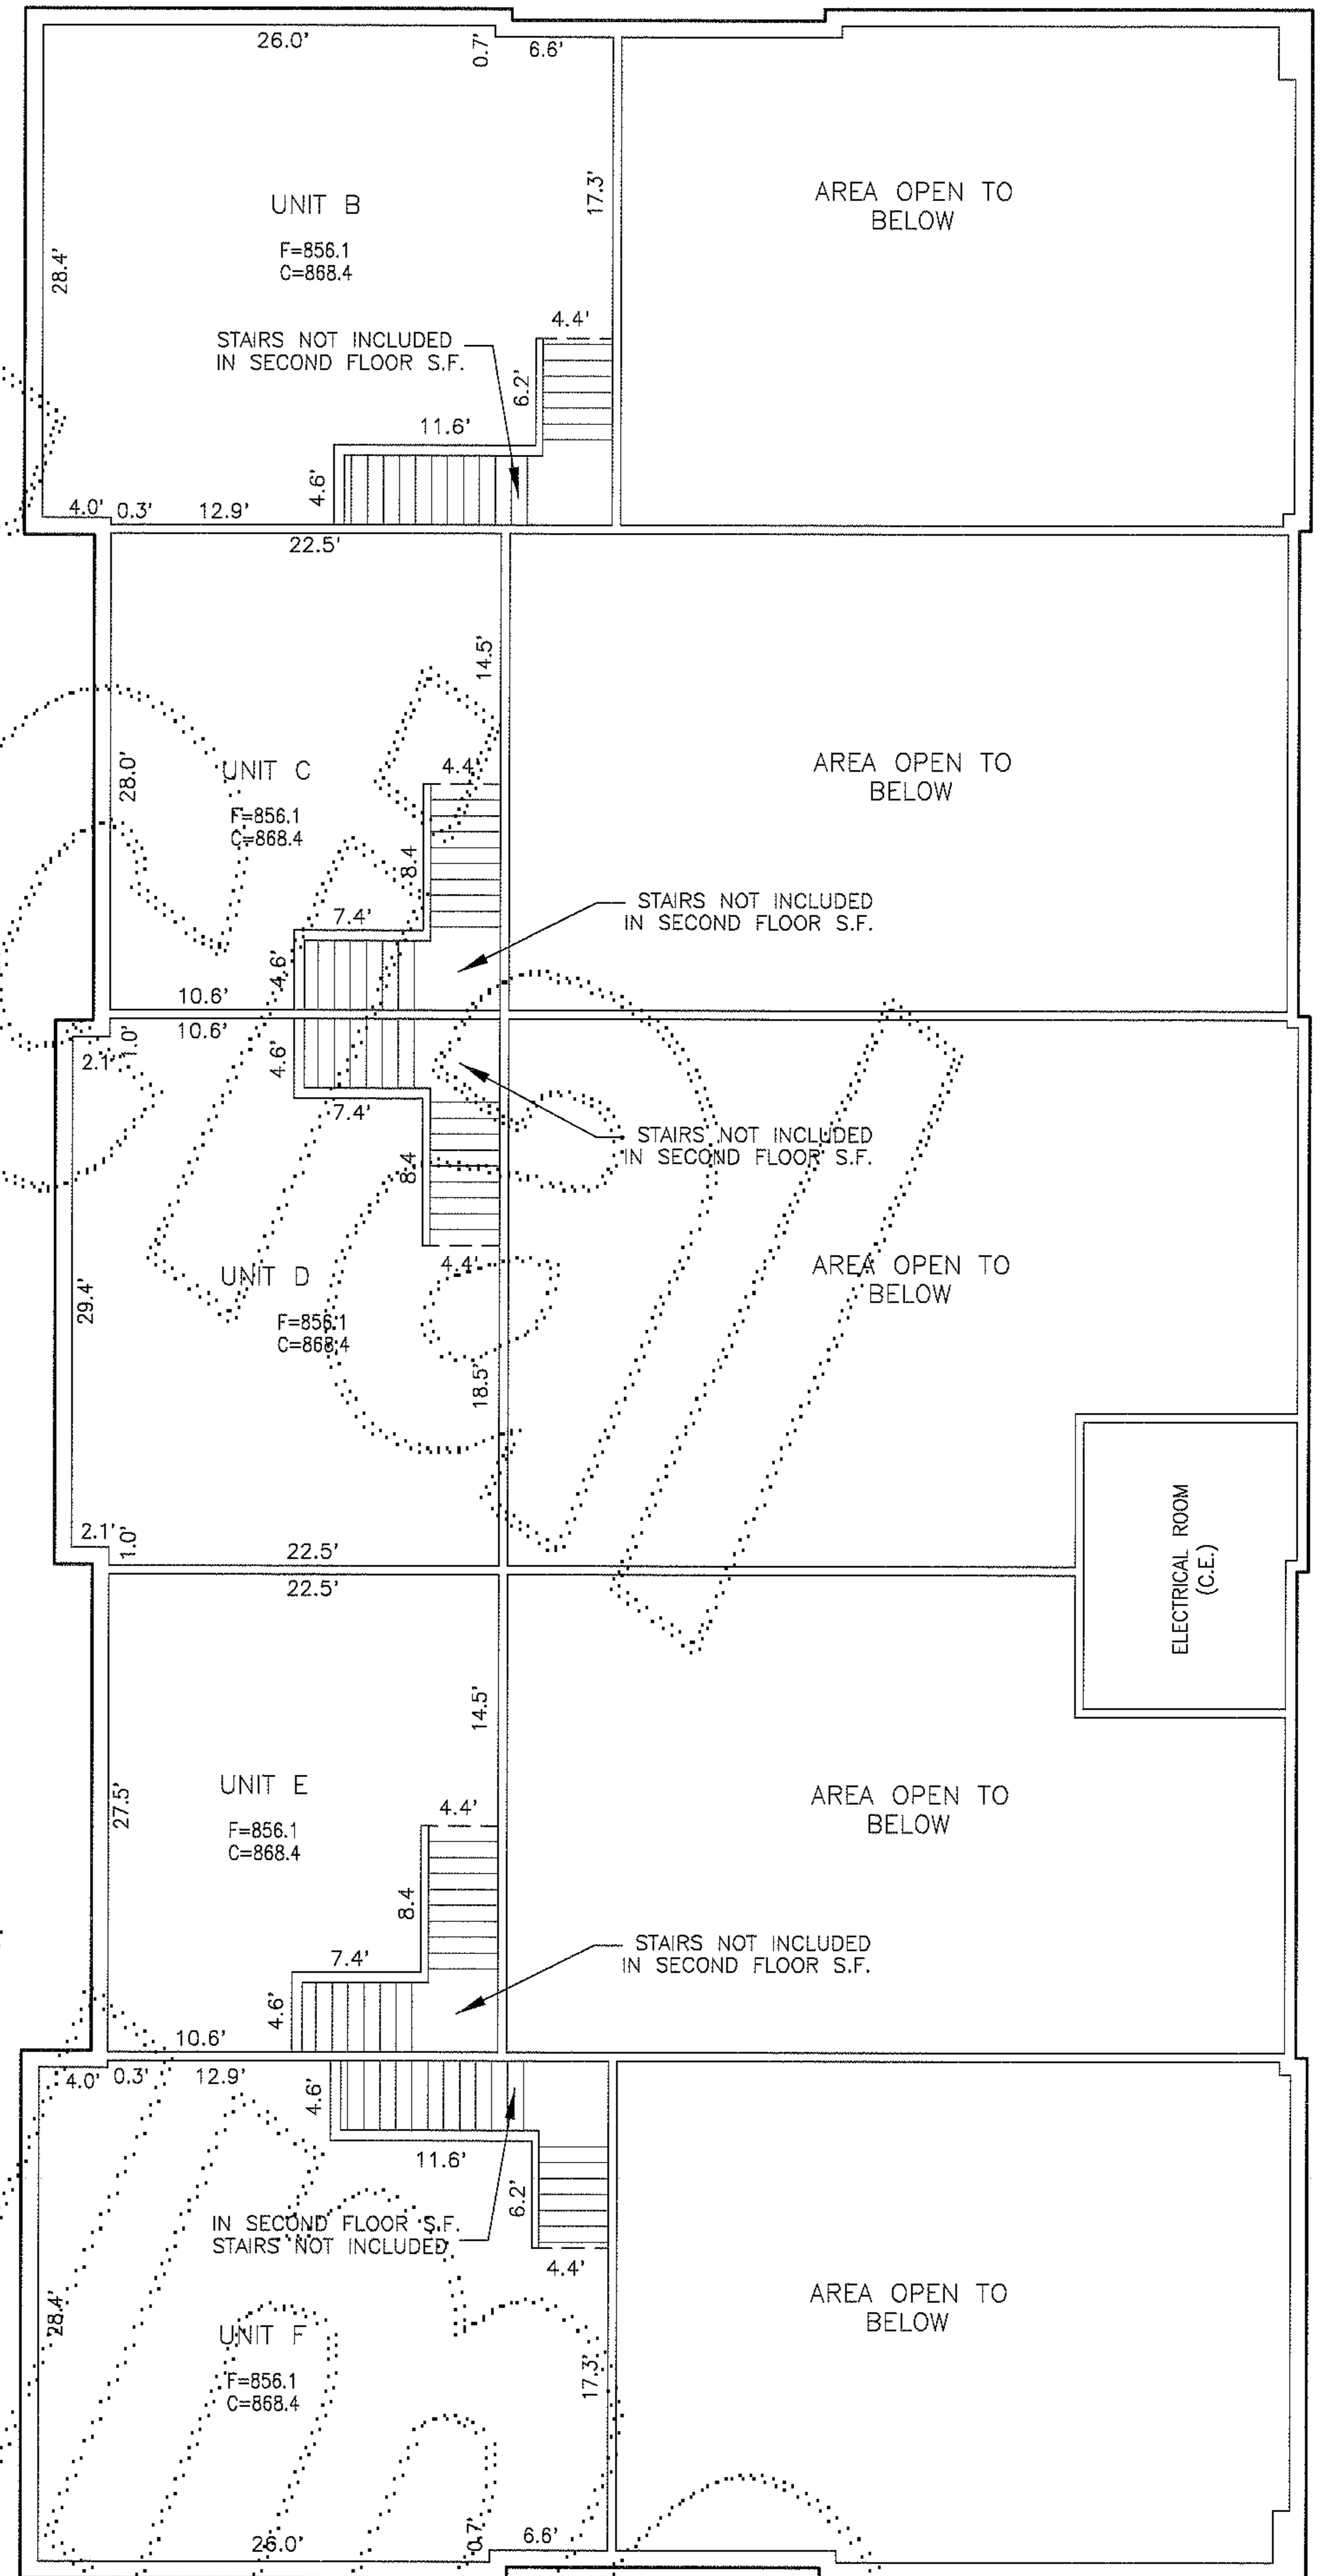 26.0'
0.7'
6.6'
17.3'
UNIT B
F=856.1
C=868.4
28.4'
AREA OPEN TO
BELOW
STAIRS NOT INCLUDED
IN SECOND FLOOR S.F.
4.4'
6.2'
11.6'
4.6'
4.0'
0.3'
12.9'
22.5'
14.5'
28.0'
UNIT C
F=856.1
C=868.4
AREA OPEN TO
BELOW
4.4'
8.4
7.4'
4.6'
STAIRS NOT INCLUDED
IN SECOND FLOOR S.F.
10.6'
10.6'
1.0'
2.1'
4.6'
7.4'
8.4
STAIRS NOT INCLUDED
IN SECOND FLOOR S.F.
4.4'
UNIT D
F=856.1
C=868.4
29.4'
18.5'
AREA OPEN TO
BELOW
ELECTRICAL ROOM
(C.E.)
2.1'
1.0'
22.5'
22.5'
14.5'
27.5'
UNIT E
F=856.1
C=868.4
AREA OPEN TO
BELOW
4.4'
8.4
7.4'
4.6'
STAIRS NOT INCLUDED
IN SECOND FLOOR S.F.
10.6'
4.0'
0.3'
12.9'
4.6'
11.6'
6.2'
IN SECOND FLOOR S.F.
STAIRS NOT INCLUDED
4.4'
28.4'
UNIT F
F=856.1
C=868.4
17.3'
AREA OPEN TO
BELOW
26.0'
0.7'
6.6'